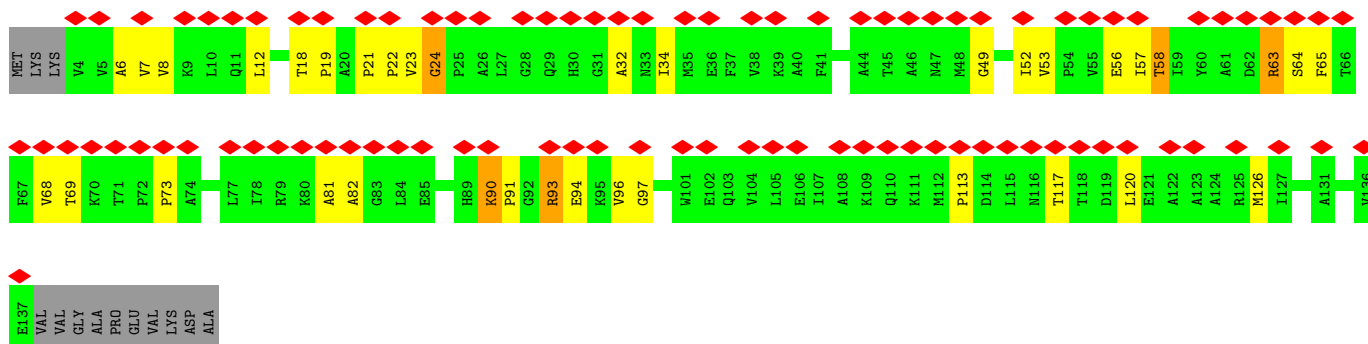 MET LYS LYS V4 V5 A6 V7 V8 K9 L10 Q11 L12 T18 P19 A20 P21 P22 V23 G24 P25 A26 L27 G28 Q29 H30 G31 A32 N33 I34 M35 E36 F37 V38 K39 A40 F41 A44 T45 A46 N47 M48 G49 I52 V53 P54 V55 E56 I57 T58 I59 Y60 A61 D62 R63 S64 F65 T66
F67 V68 T69 K70 T71 P72 P73 A74 L77 I78 R79 K80 A81 A82 G83 L84 E85 H89 K90 P91 G92 R93 E94 K95 V96 G97 W101 E102 Q103 V104 L105 E106 I107 A108 K109 Q110 K111 M112 P113 D114 L115 N116 T117 T118 D119 L120 E121 A122 A123 A124 R125 M126 I127 A131 V136
E137 VAL VAL GLY ALA PRO GLU VAL LYS ASP ALA